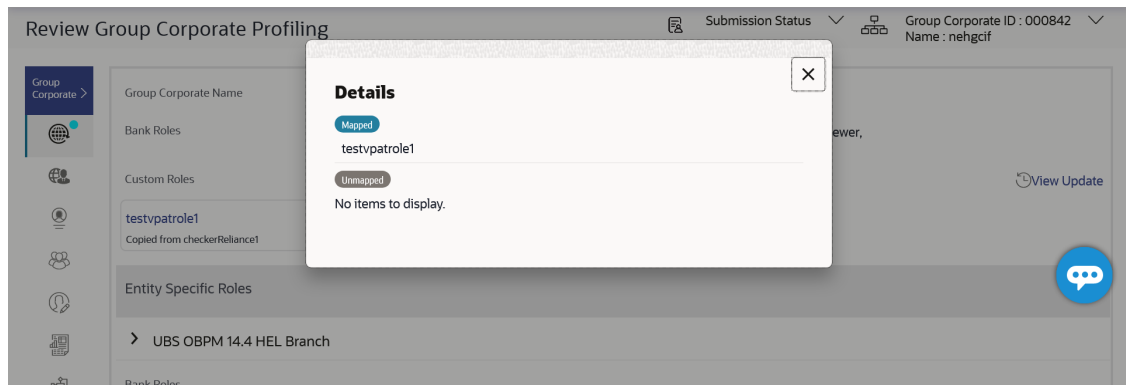 Review Group Corporate Profiling
Submission Status
Group Corporate ID : 000842
Name : nehgcif
Group
Corporate
Group Corporate Name
Bank Roles
ewer,
Custom Roles
View Update
testvpatrole1
Copied from checkerReliance1
Details
Mapped
testvpatrole1
Unmapped
No items to display.
Entity Specific Roles
UBS OBPM 14.4 HEL Branch
Bank Roles